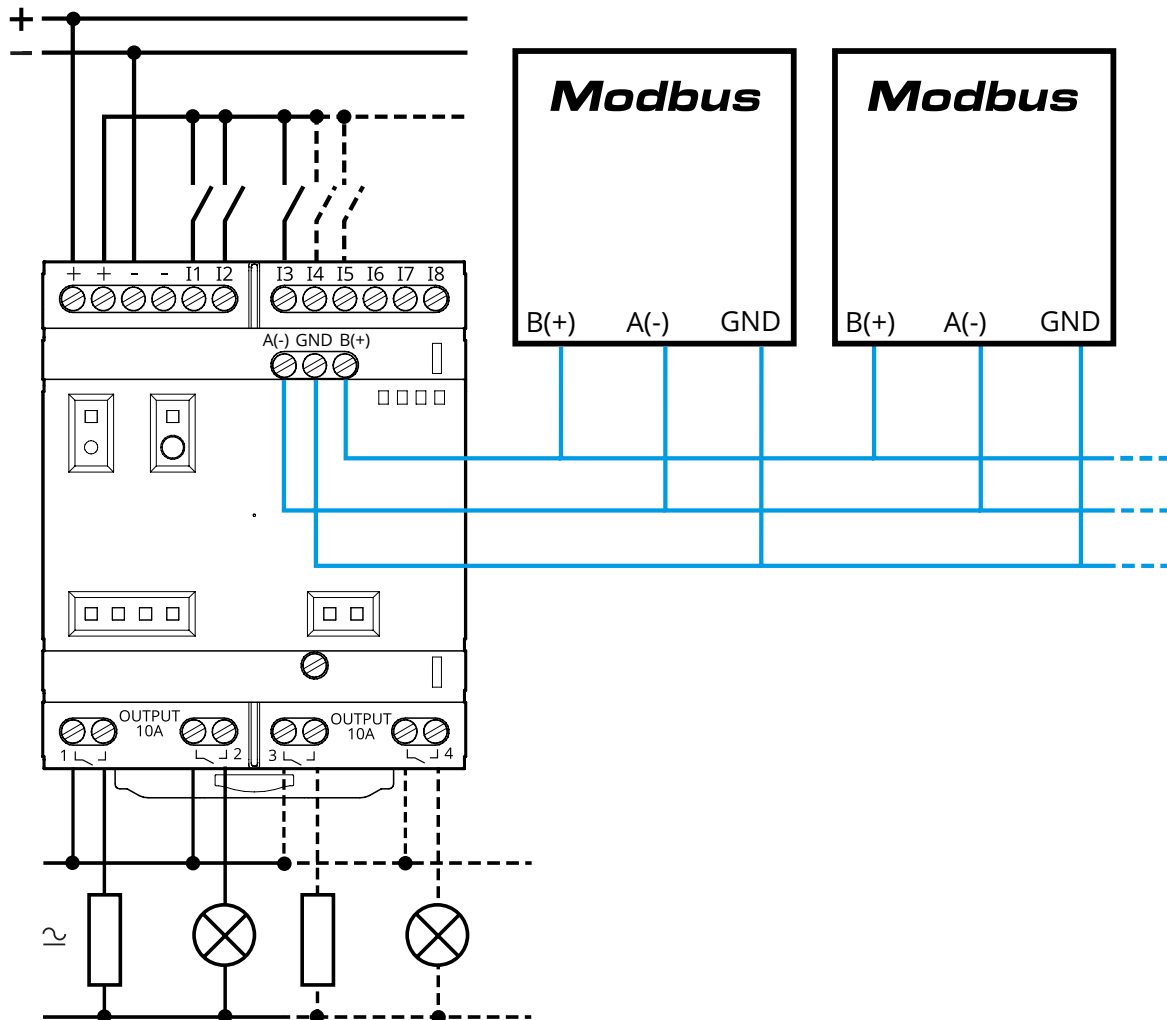 +
−
Modbus
Modbus
+ + - - I1 I2 I3 I4 I5 I6 I7 I8
B(+) A(-) GND
B(+) A(-) GND
A(-) GND B(+)
OUTPUT
10A
OUTPUT
10A
1 2 3 4
≃